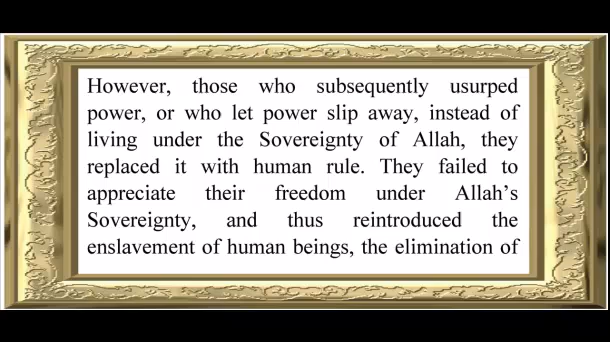 However, those who subsequently usurped
power, or who let power slip away, instead of
living under the Sovereignty of Allah, they
replaced it with human rule. They failed to
appreciate their freedom under Allah’s
Sovereignty, and thus reintroduced the
enslavement of human beings, the elimination of